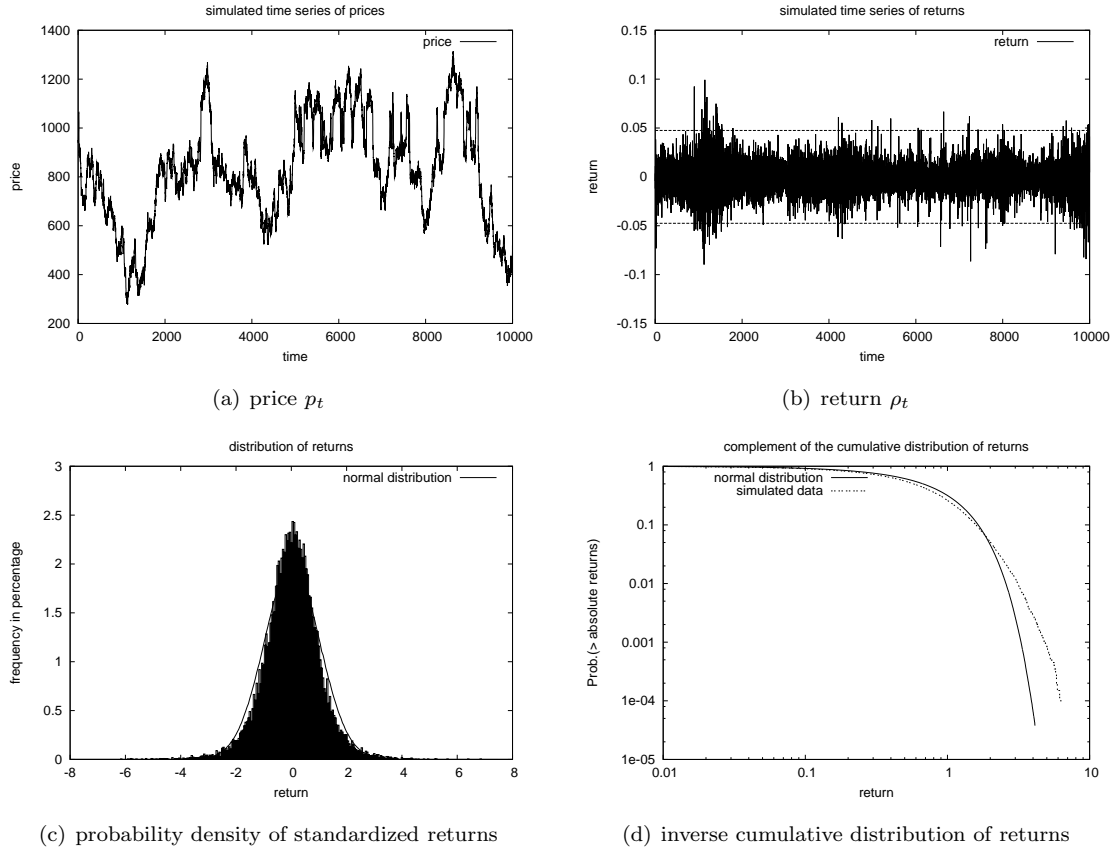 simulated time series of prices
price
1400
1200
1000
800
600
400
200
0
2000
4000
6000
8000
10000
price
time
(a) price pₜ
simulated time series of returns
return
0.15
0.1
0.05
0
-0.05
-0.1
-0.15
0
2000
4000
6000
8000
10000
return
time
(b) return ρₜ
distribution of returns
normal distribution
3
2.5
2
1.5
1
0.5
0
-8
-6
-4
-2
0
2
4
6
8
frequency in percentage
return
(c) probability density of standardized returns
complement of the cumulative distribution of returns
normal distribution
simulated data
1
0.1
0.01
0.001
1e-04
1e-05
0.01
0.1
1
10
Prob.(> absolute returns)
return
(d) inverse cumulative distribution of returns